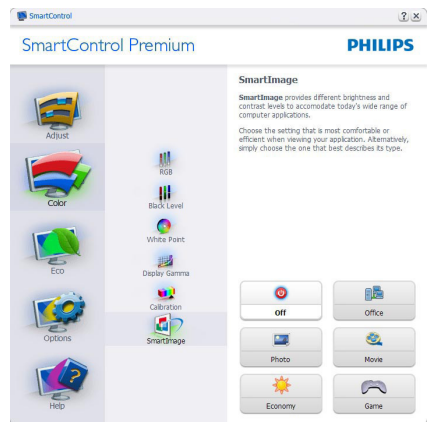 SmartControl
SmartControl Premium
PHILIPS
Adjust
Color
Eco
Options
Help
RGB
Black Level
White Point
Display Gamma
Calibration
SmartImage
SmartImage
SmartImage provides different brightness and
contrast levels to accomodate today's wide range of
computer applications.
Choose the setting that is most comfortable or
efficient when viewing your application. Alternatively,
simply choose the one that best describes its type.
Off
Office
Photo
Movie
Economy
Game